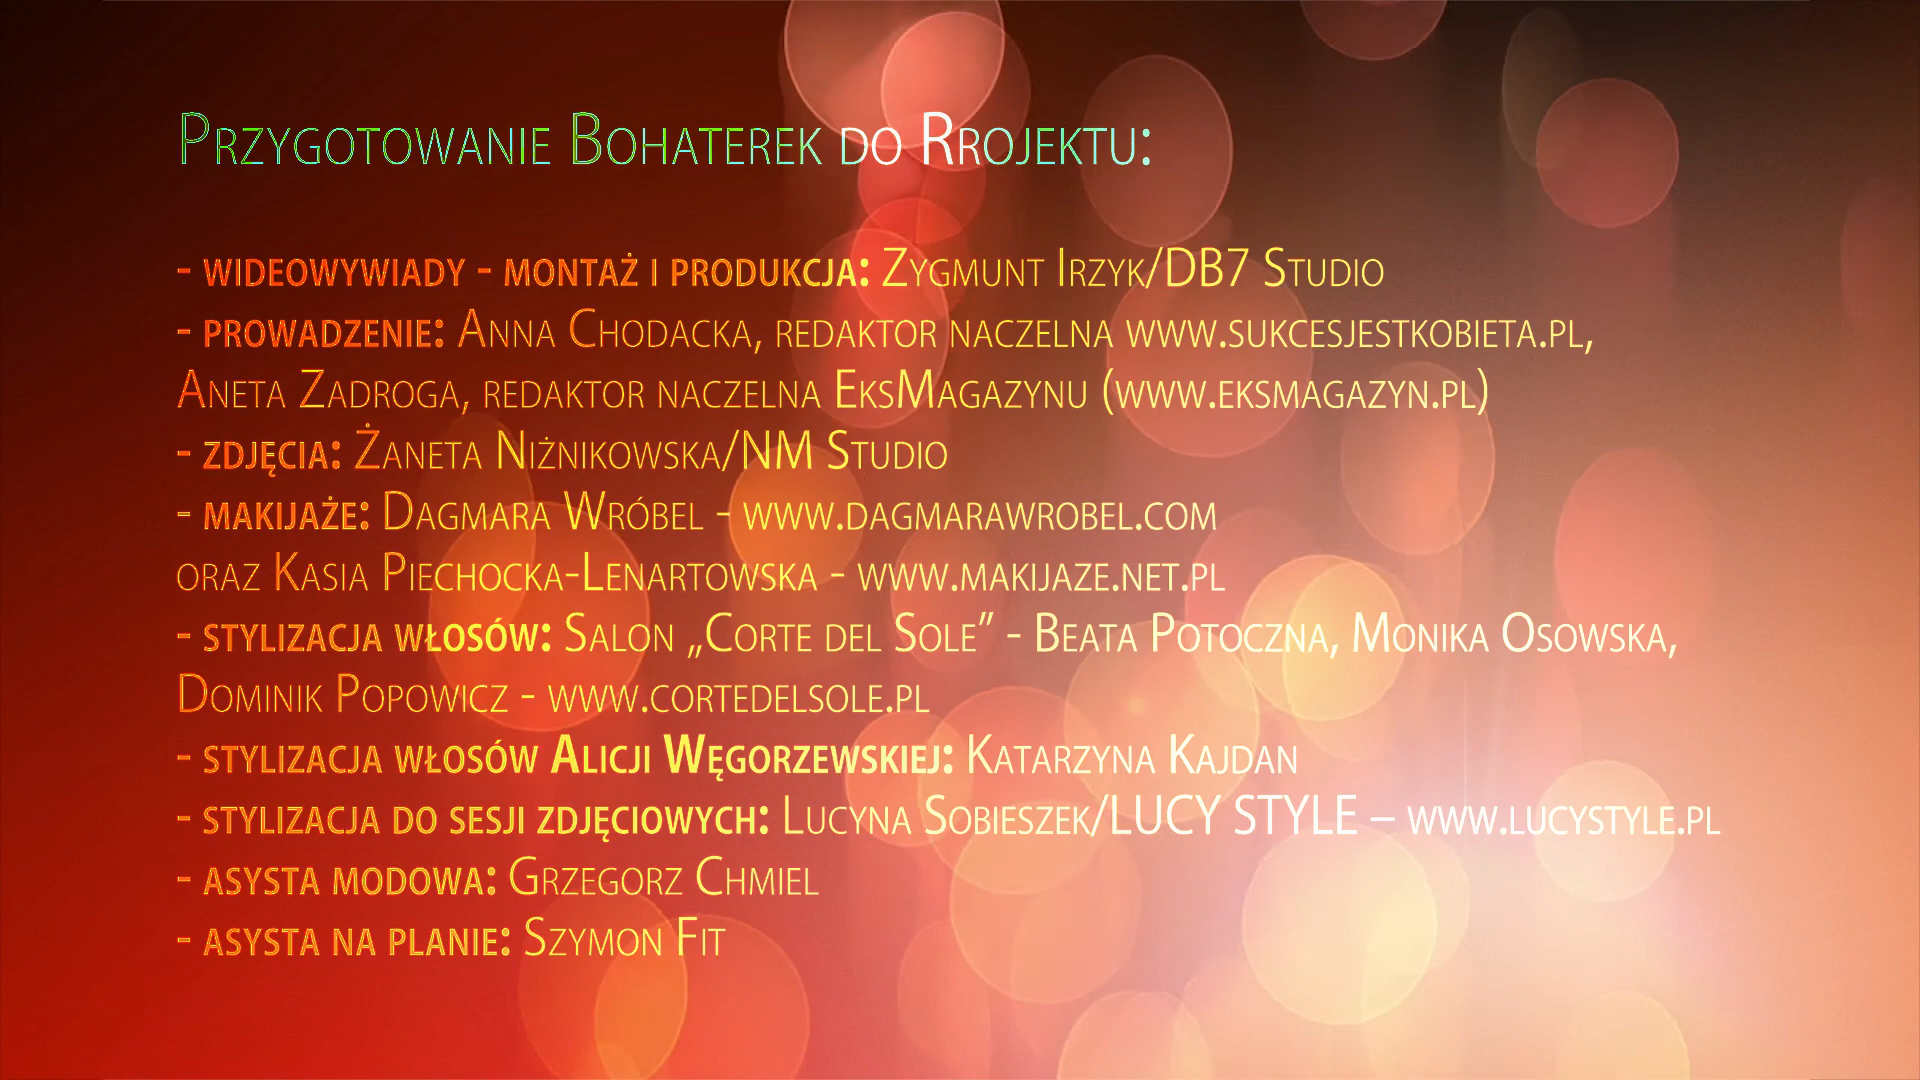 Przygotowanie Bohaterek do Rrojektu:
- wideowywiady - montaż i produkcja: Zygmunt Irzyk/DB7 Studio
- prowadzenie: Anna Chodacka, redaktor naczelna www.sukcesjestkobieta.pl,
Aneta Zadroga, redaktor naczelna EksMagazynu (www.eksmagazyn.pl)
- zdjęcia: Żaneta Niżnikowska/NM Studio
- makijaże: Dagmara Wróbel - www.dagmarawrobel.com
oraz Kasia Piechocka-Lenartowska - www.makijaze.net.pl
- stylizacja włosów: Salon „Corte del Sole” - Beata Potoczna, Monika Osowska,
Dominik Popowicz - www.cortedelsole.pl
- stylizacja włosów Alicji Węgorzewskiej: Katarzyna Kajdan
- stylizacja do sesji zdjęciowych: Lucyna Sobieszek/LUCY STYLE – www.lucystyle.pl
- asysta modowa: Grzegorz Chmiel
- asysta na planie: Szymon Fit